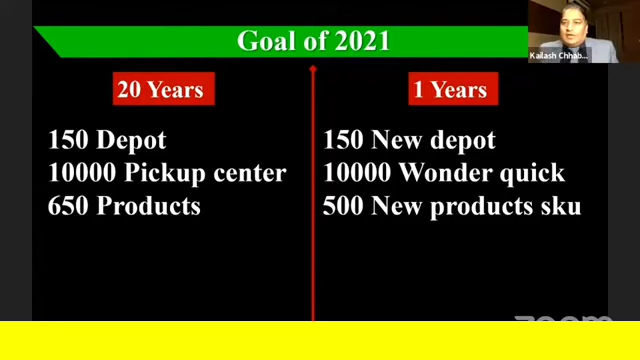 Goal of 2021
Kailash Chhab...
20 Years
1 Years
150 Depot
10000 Pickup center
650 Products
150 New depot
10000 Wonder quick
500 New products sku
zoom